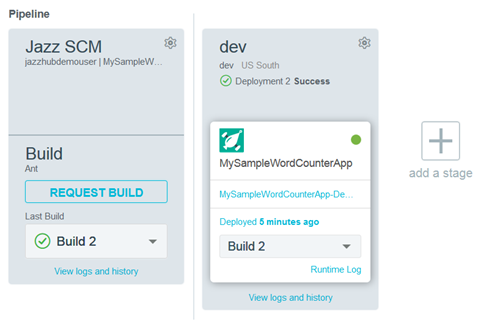 Pipeline
Jazz SCM
jazzhubdemouser | MySampleW…
Build
Ant
REQUEST BUILD
Last Build
Build 2
View logs and history
dev
dev US South
Deployment 2 Success
MySampleWordCounterApp
MySampleWordCounterApp-De…
Deployed 5 minutes ago
Build 2
Runtime Log
View logs and history
add a stage